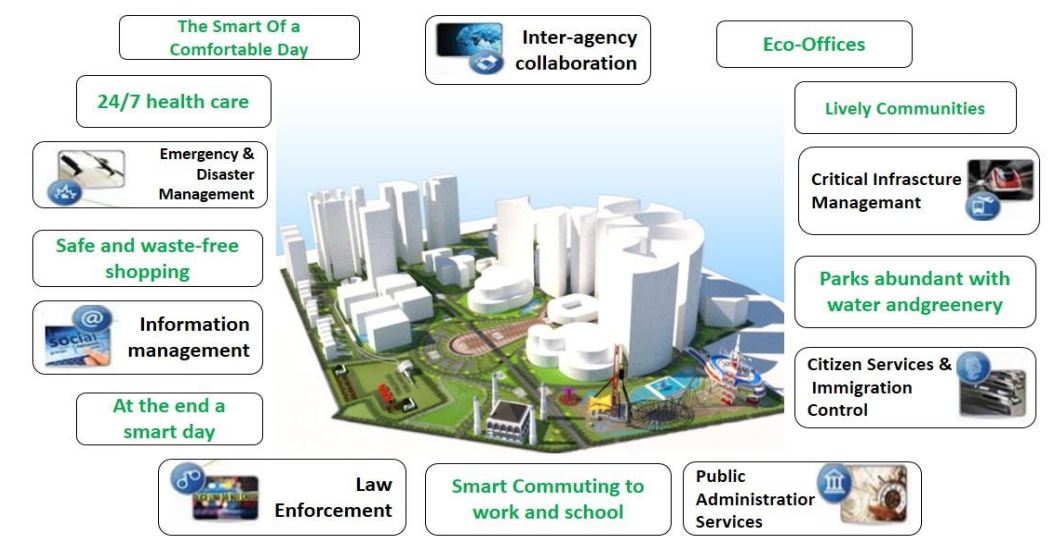 The Smart Of a
Comfortable Day
Inter-agency
collaboration
Eco-Offices
24/7 health care
Lively Communities
Emergency &
Disaster
Management
Critical Infrascture
Managemant
Safe and waste-free
shopping
Parks abundant with
water andgreenery
@
social
Information
management
Citizen Services &
Immigration
Control
At the end a
smart day
Law
Enforcement
Smart Commuting to
work and school
Public
Administration
Services